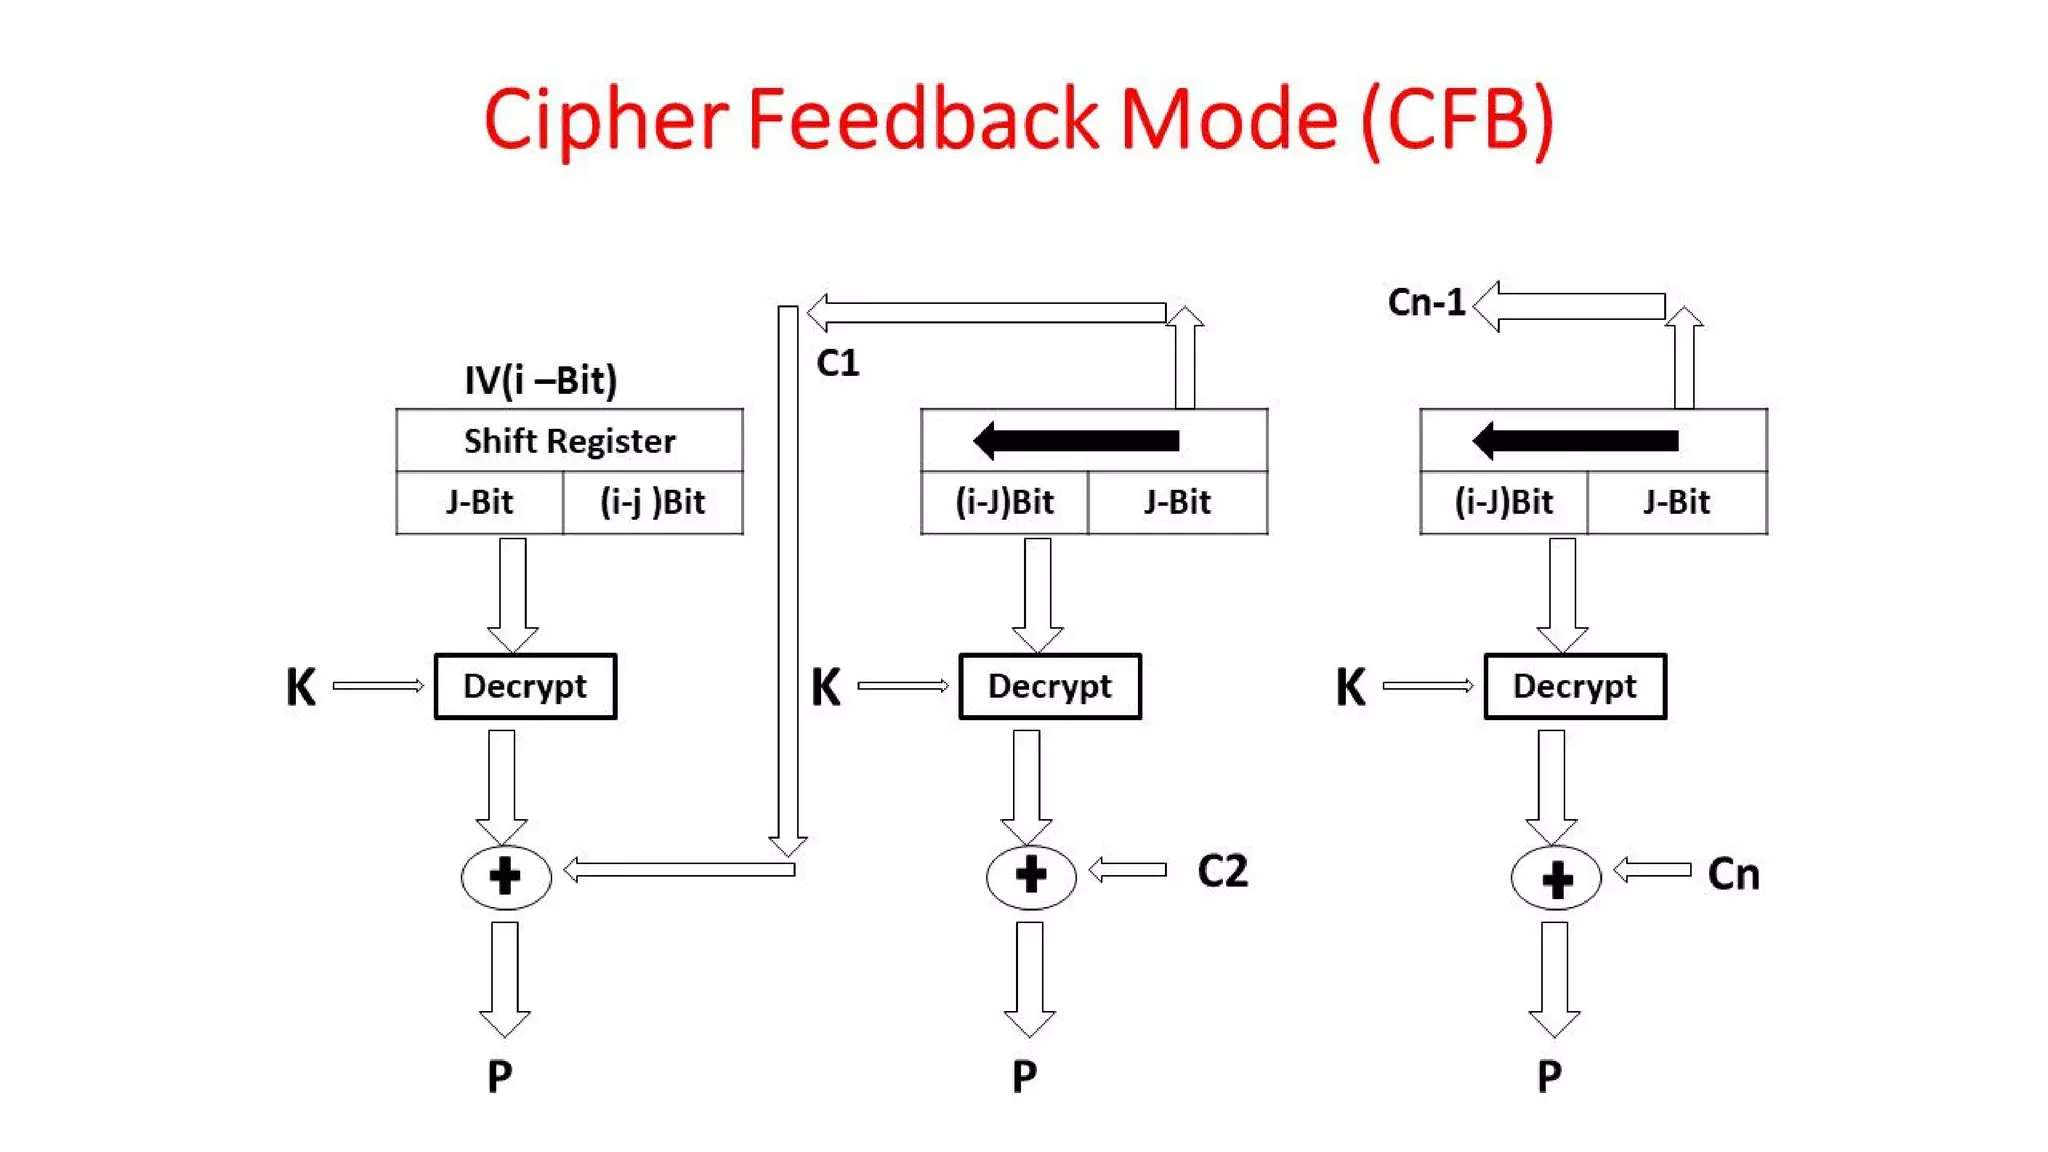 Cipher Feedback Mode (CFB)
Cn-1
C1
IV(i –Bit)
Shift Register
J-Bit (i-j )Bit
(i-J)Bit J-Bit
(i-J)Bit J-Bit
K Decrypt
K Decrypt
K Decrypt
+
+ C2
+ Cn
P
P
P